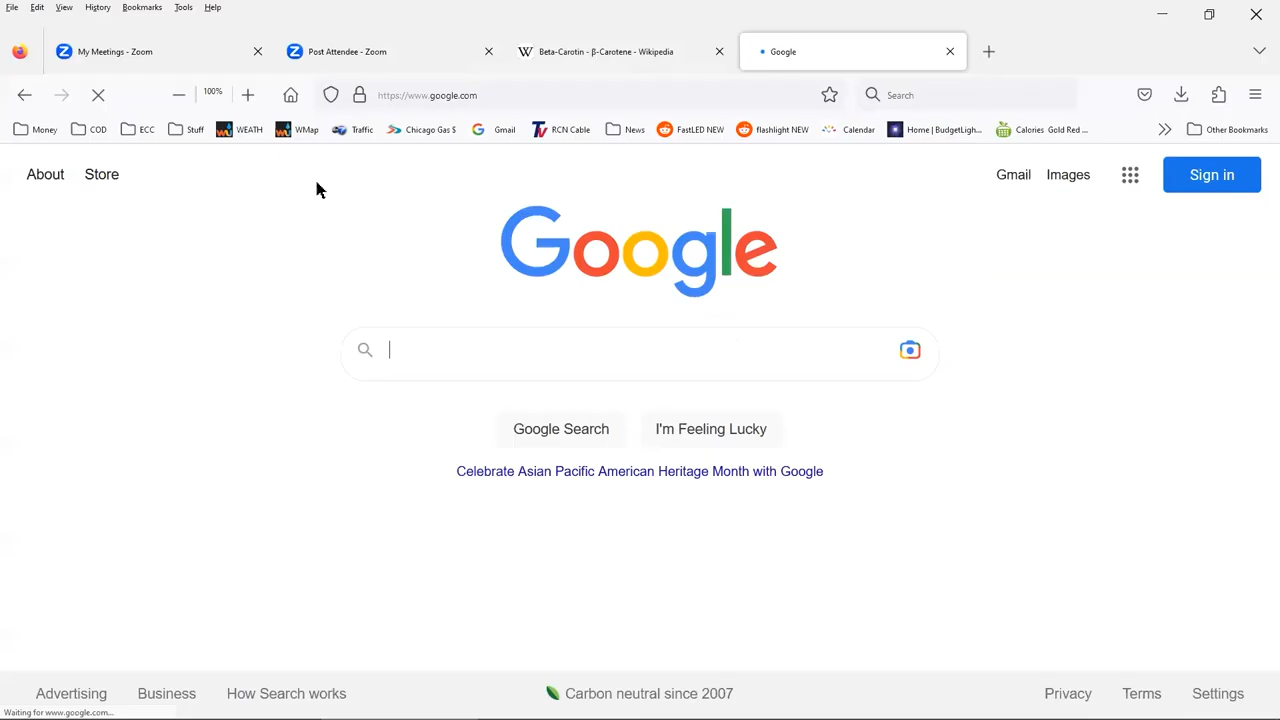 File Edit View History Bookmarks Tools Help
My Meetings - Zoom Post Attendee - Zoom W Beta-Carotin - β-Carotene - Wikipedia Google
100% https://www.google.com Search
Money COD ECC Stuff WEATH WMap Traffic Chicago Gas S Gmail RCN Cable News FastLED NEW flashlight NEW Calendar Home | BudgetLigh... Calories Gold Red ... Other Bookmarks
About Store Gmail Images Sign in
Google
Google Search I'm Feeling Lucky
Celebrate Asian Pacific American Heritage Month with Google
Advertising Business How Search works Carbon neutral since 2007 Privacy Terms Settings
Waiting for www.google.com...